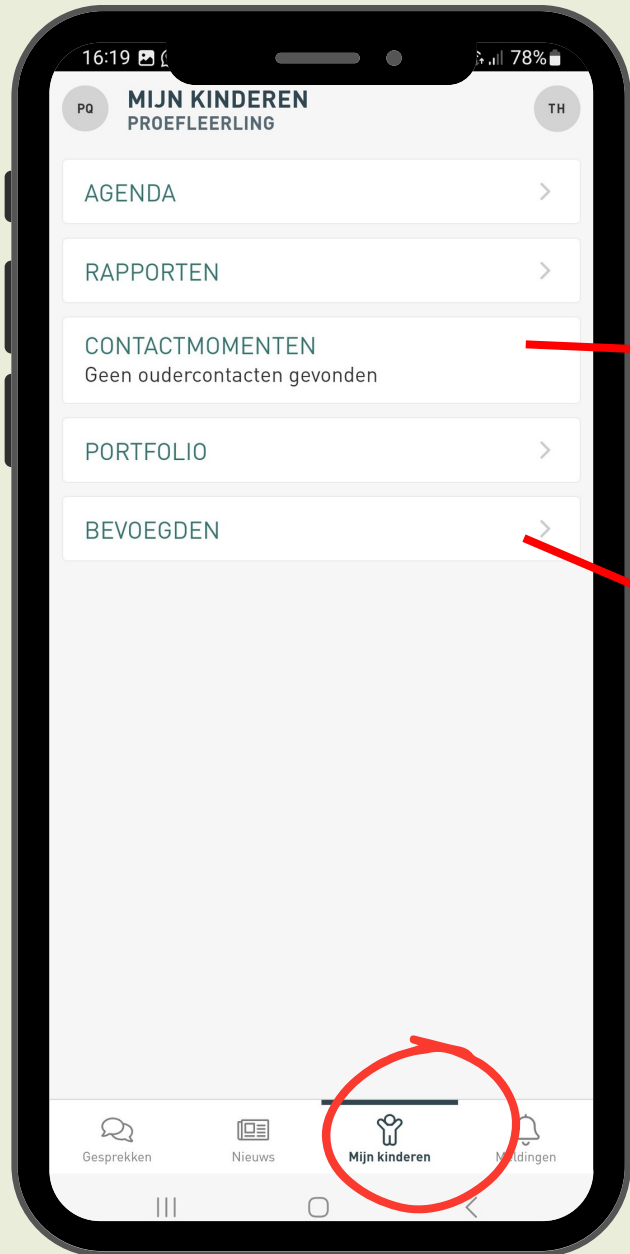 16:19
78%
PQ
MIJN KINDEREN
PROEFLEERLING
TH
AGENDA
RAPPORTEN
CONTACTMOMENTEN
Geen oudercontacten gevonden
PORTFOLIO
BEVOEGDEN
Gesprekken
Nieuws
Mijn kinderen
Meldingen